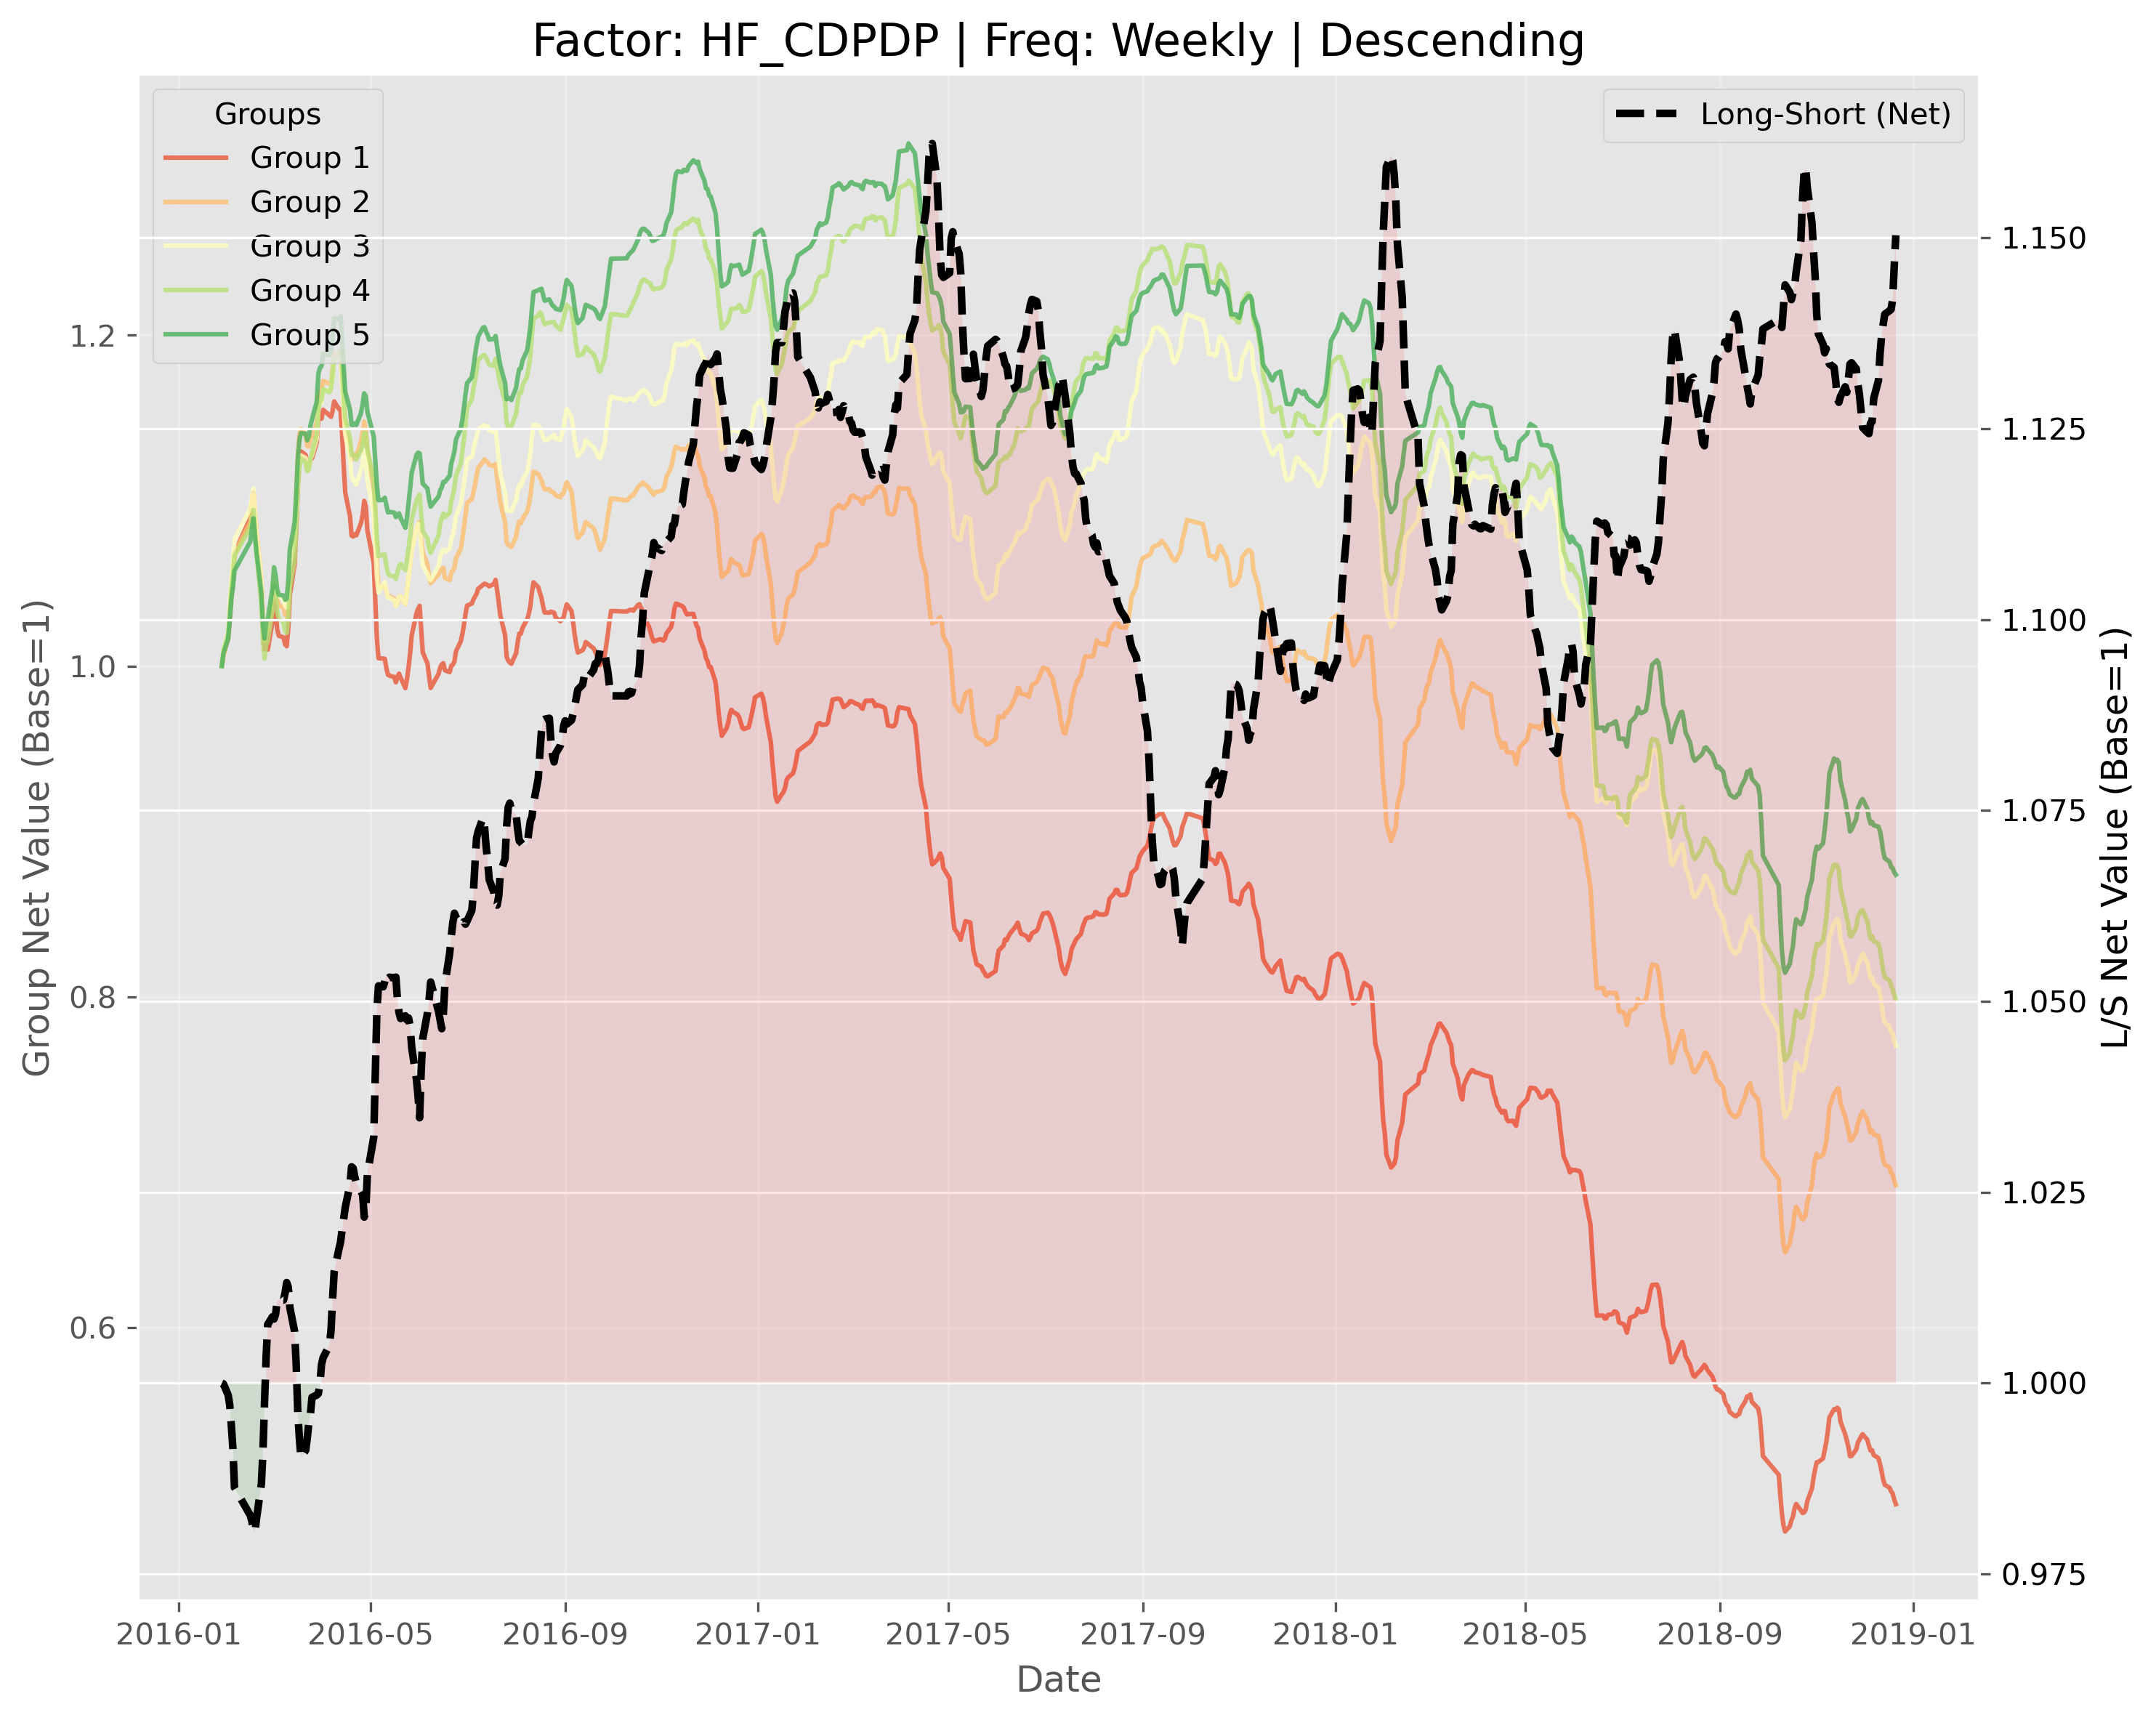 Factor: HF_CDPDP | Freq: Weekly | Descending
Groups
Group 1
Group 2
Group 3
Group 4
Group 5
Long-Short (Net)
Group Net Value (Base=1)
1.2
1.0
0.8
0.6
L/S Net Value (Base=1)
1.150
1.125
1.100
1.075
1.050
1.025
1.000
0.975
2016-01 2016-05 2016-09 2017-01 2017-05 2017-09 2018-01 2018-05 2018-09 2019-01
Date